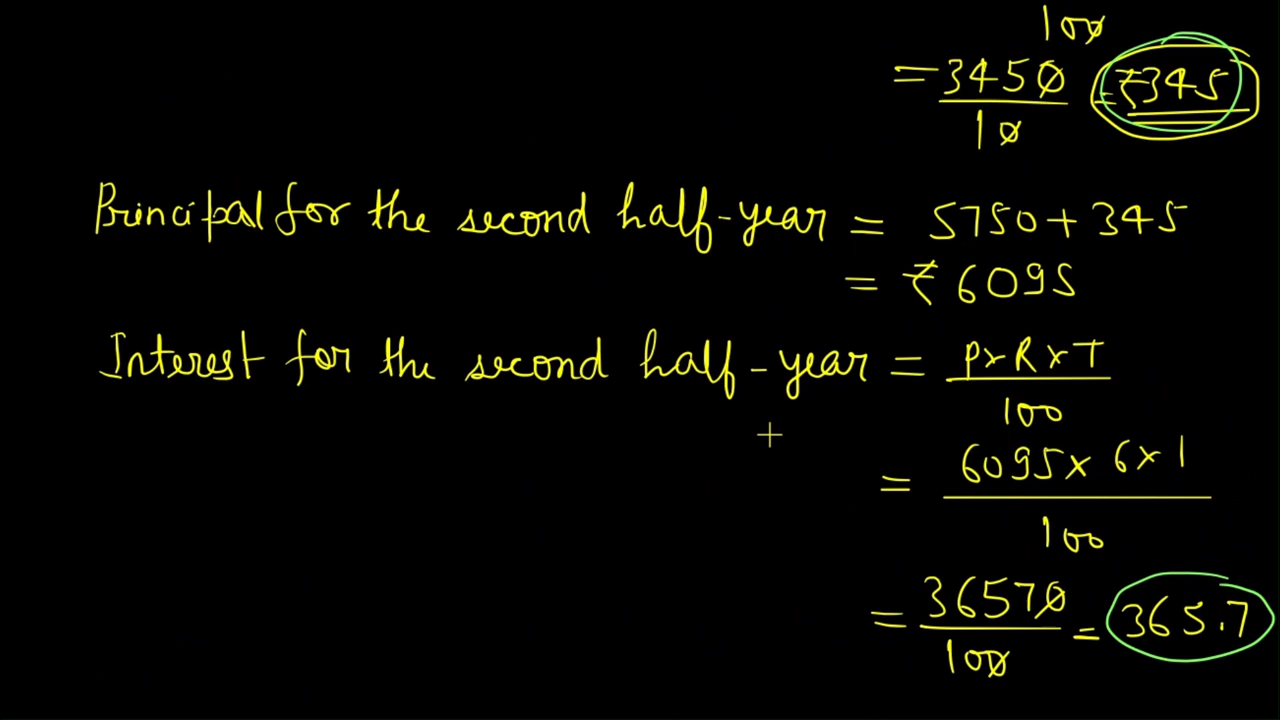 100
= 3450 = ₹345
10
Principal for the second half-year = 5750 + 345
= ₹ 6095
Interest for the second half-year = P x R x T
100
= 6095 x 6 x 1
100
= 36570 = 365.7
100